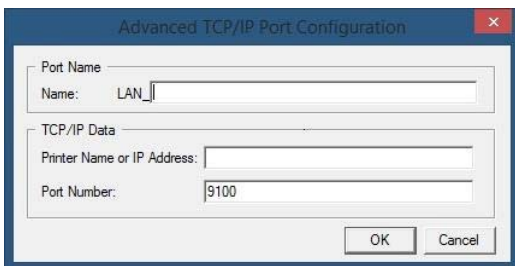 Advanced TCP/IP Port Configuration
Port Name
Name: LAN_
TCP/IP Data
Printer Name or IP Address:
Port Number: 9100
OK Cancel